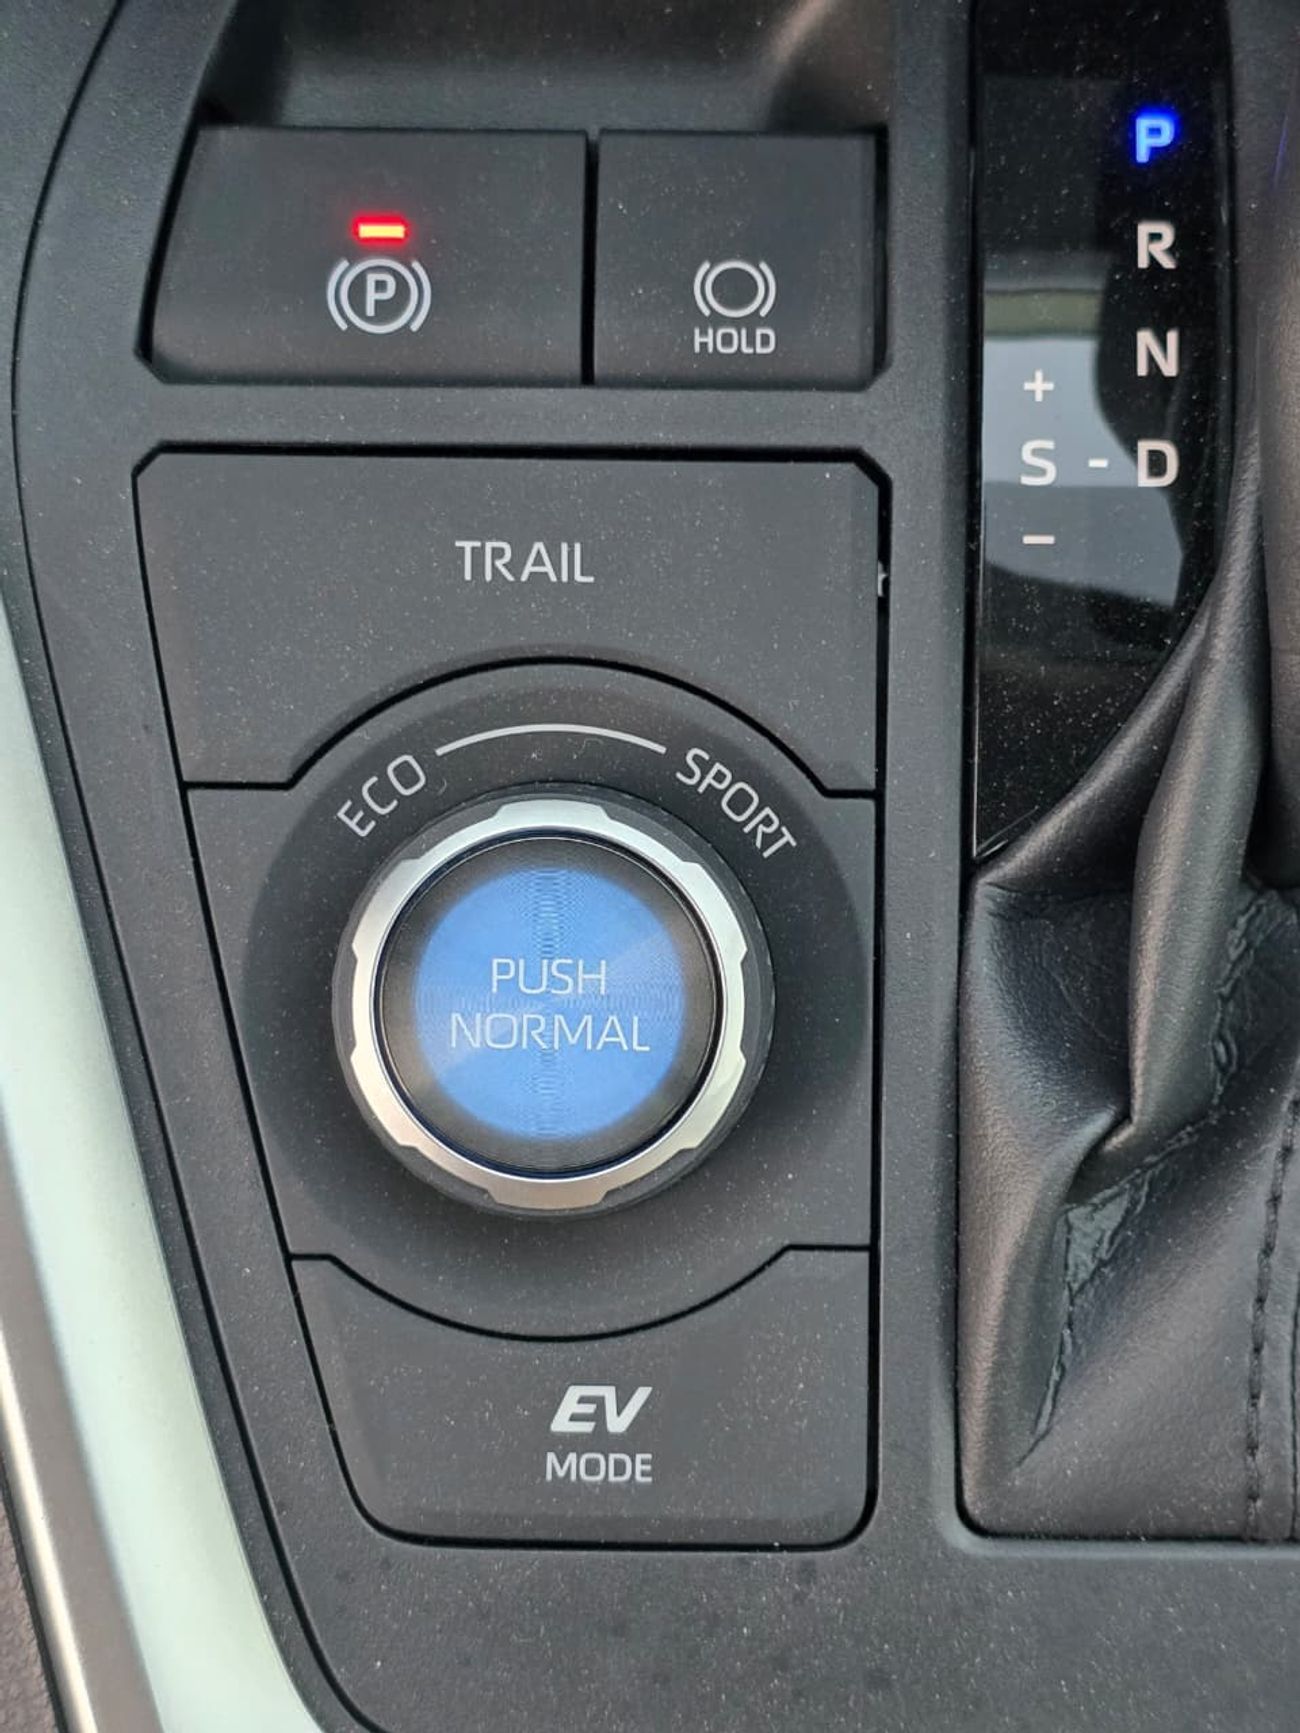 P
R
N
D
+
S -
–
P
HOLD
TRAIL
ECO
SPORT
PUSH
NORMAL
EV
MODE